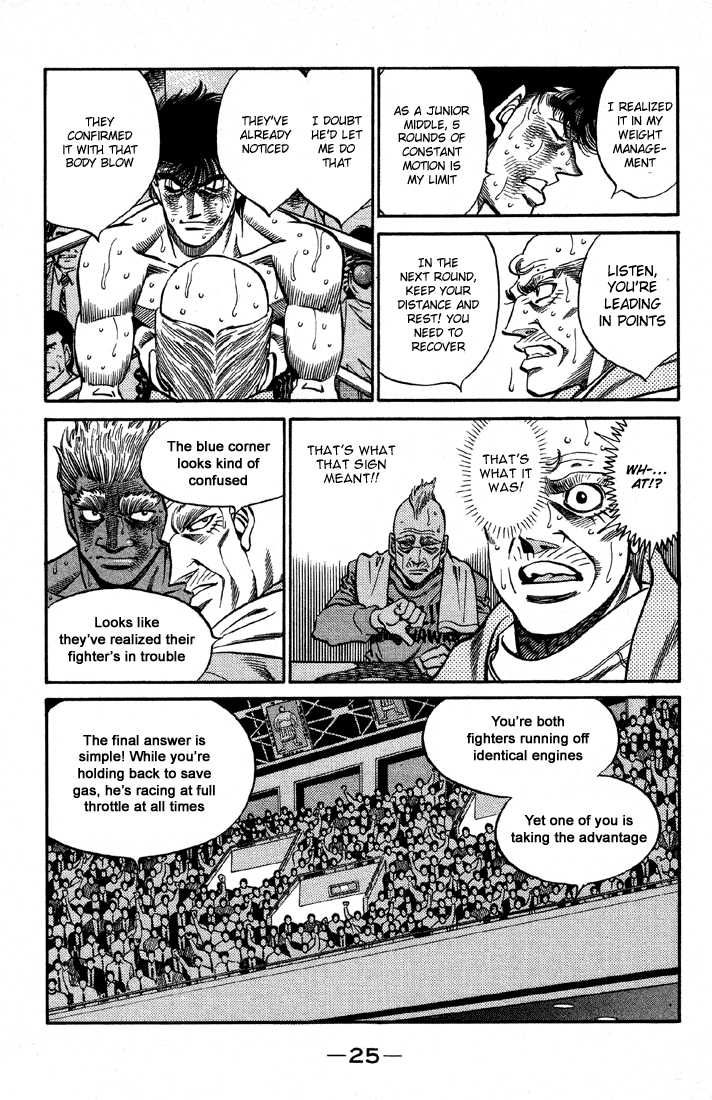 I REALIZED
IT IN MY
WEIGHT
MANAGE-
MENT
AS A JUNIOR
MIDDLE, 5
ROUNDS OF
CONSTANT
MOTION IS
MY LIMIT
I DOUBT
HE'D LET
ME DO
THAT
THEY'VE
ALREADY
NOTICED
THEY
CONFIRMED
IT WITH THAT
BODY BLOW
LISTEN,
YOU'RE
LEADING
IN POINTS
IN THE
NEXT ROUND,
KEEP YOUR
DISTANCE AND
REST! YOU
NEED TO
RECOVER
WH-...
AT!?
THAT'S
WHAT IT
WAS!
THAT'S WHAT
THAT SIGN
MEANT!!
The blue corner
looks kind of
confused
Looks like
they've realized their
fighter's in trouble
You're both
fighters running off
identical engines
Yet one of you is
taking the advantage
The final answer is
simple! While you're
holding back to save
gas, he's racing at full
throttle at all times
—25—